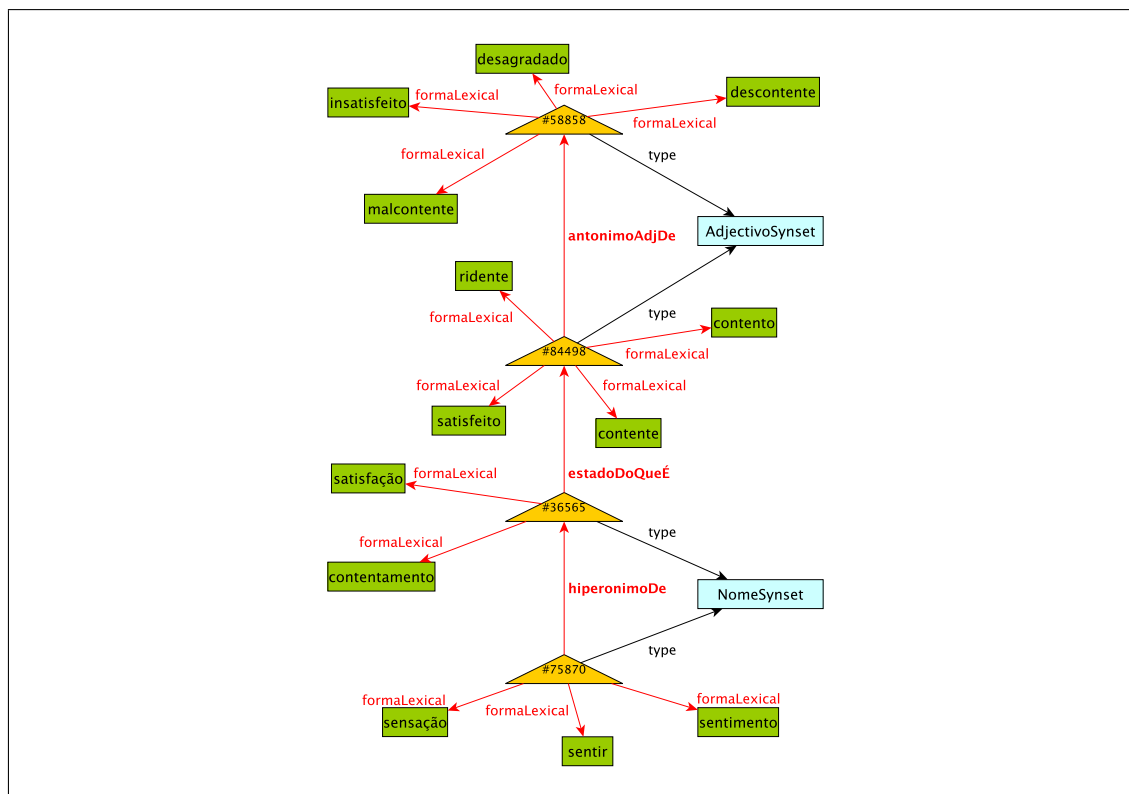 desagradado
formaLexical
descontente
insatisfeito
formaLexical
#58858
formaLexical
formaLexical
type
malcontente
AdjectivoSynset
antonimoAdjDe
ridente
formaLexical
type
contento
#84498
formaLexical
formaLexical
formaLexical
satisfeito
contente
satisfação
formaLexical
estadoDoQueÉ
#36565
formaLexical
type
contentamento
hiperonimoDe
NomeSynset
type
#75870
formaLexical
formaLexical
formaLexical
sensação
sentimento
sentir